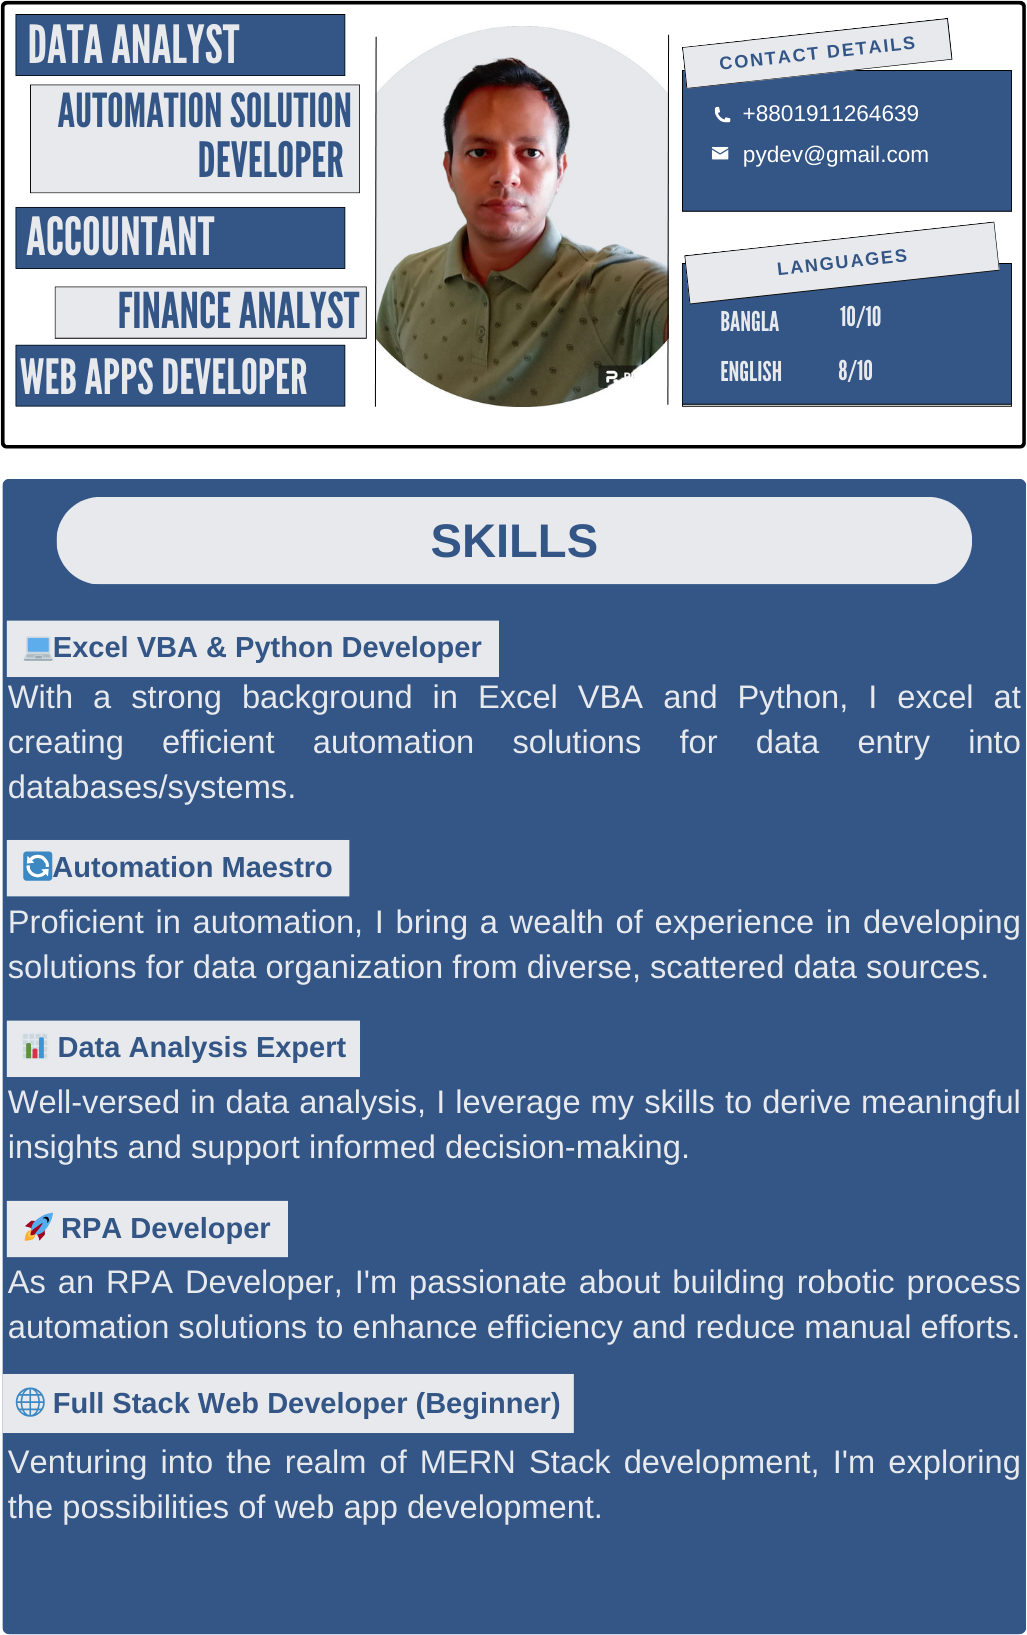 DATA ANALYST
AUTOMATION SOLUTION
DEVELOPER
ACCOUNTANT
FINANCE ANALYST
WEB APPS DEVELOPER
CONTACT DETAILS
+8801911264639
pydev@gmail.com
LANGUAGES
BANGLA 10/10
ENGLISH 8/10
SKILLS
Excel VBA & Python Developer
With a strong background in Excel VBA and Python, I excel at
creating efficient automation solutions for data entry into
databases/systems.
Automation Maestro
Proficient in automation, I bring a wealth of experience in developing
solutions for data organization from diverse, scattered data sources.
Data Analysis Expert
Well-versed in data analysis, I leverage my skills to derive meaningful
insights and support informed decision-making.
RPA Developer
As an RPA Developer, I'm passionate about building robotic process
automation solutions to enhance efficiency and reduce manual efforts.
Full Stack Web Developer (Beginner)
Venturing into the realm of MERN Stack development, I'm exploring
the possibilities of web app development.